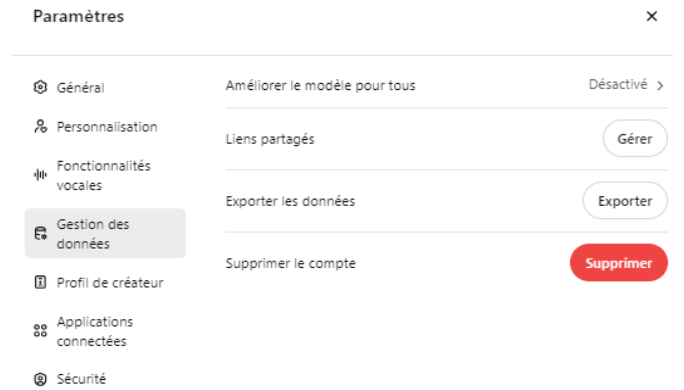 Paramètres
Général
Personnalisation
Fonctionnalités
vocales
Gestion des
données
Profil de créateur
Applications
connectées
Sécurité
Améliorer le modèle pour tous
Désactivé
Liens partagés
Gérer
Exporter les données
Exporter
Supprimer le compte
Supprimer